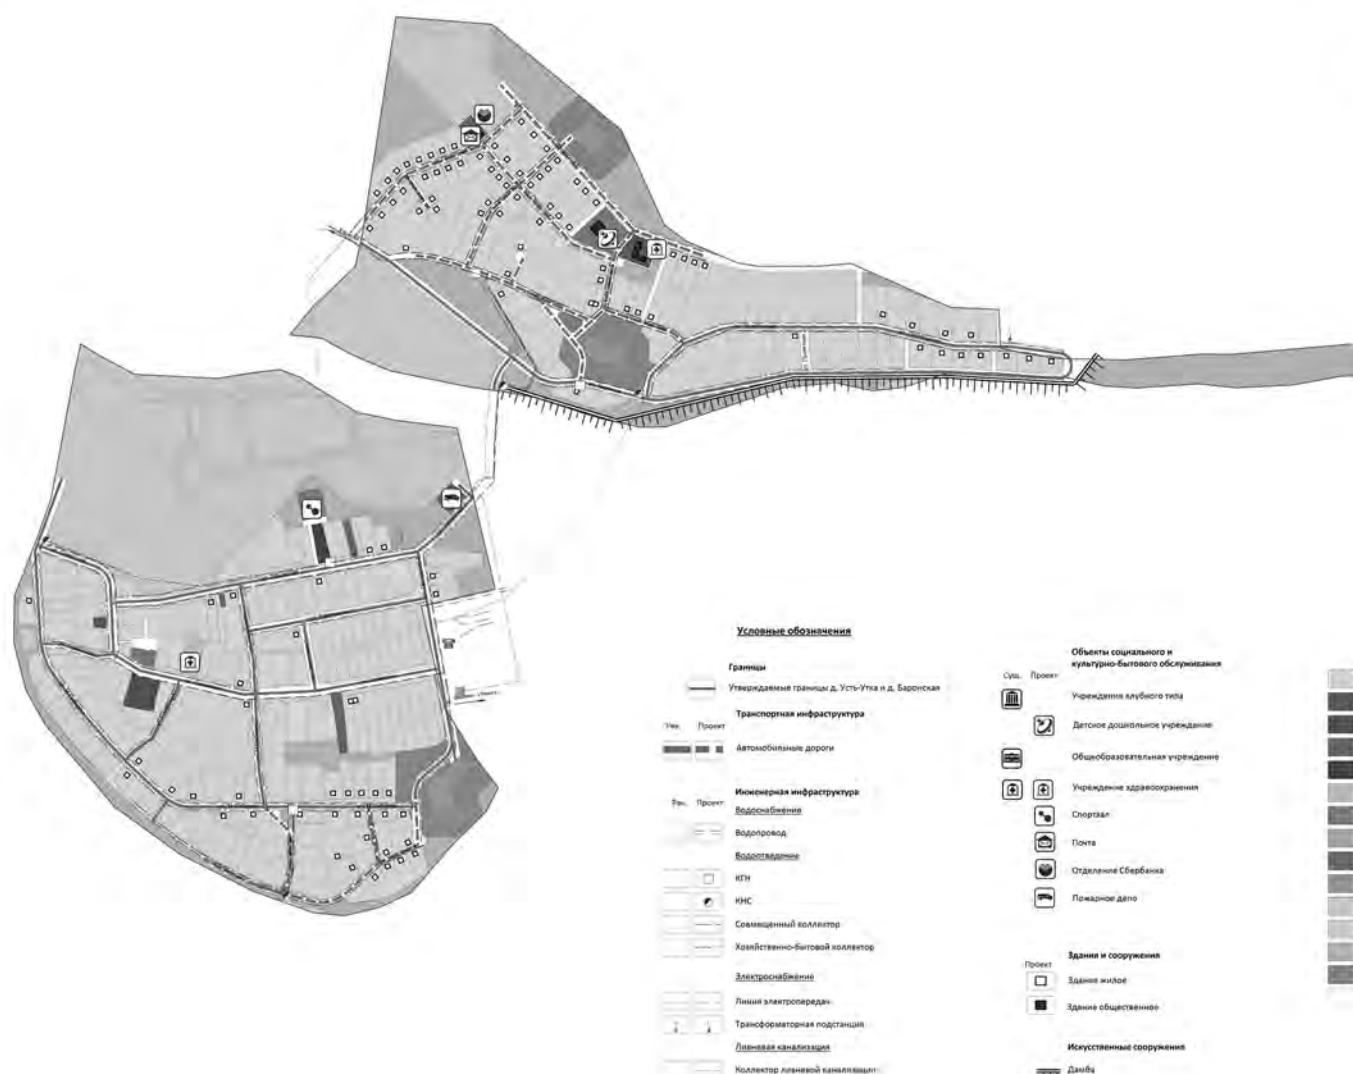 Условные обозначения
Границы
Утверждаемые границы д. Усть-Утка и д. Баронская
Транспортная инфраструктура
Проект
Автомобильные дороги
Инженерная инфраструктура
Проект
Водоснабжение
Водопровод
Водоотведение
КГН
КНС
Совмещенный коллектор
Хозяйственно-бытовой коллектор
Электроснабжение
Линия электропередач
Трансформаторная подстанция
Ливневая канализация
Коллектор ливневой канализации
Объекты социального и
культурно-бытового обслуживания
Сущ. Проект
Учреждения клубного типа
Детское дошкольное учреждение
Общеобразовательная учреждение
Учреждение здравоохранения
Спортзал
Почта
Отделение Сбербанка
Пожарное депо
Здания и сооружения
Проект
Здание жилое
Здание общественное
Искусственные сооружения
Дамба